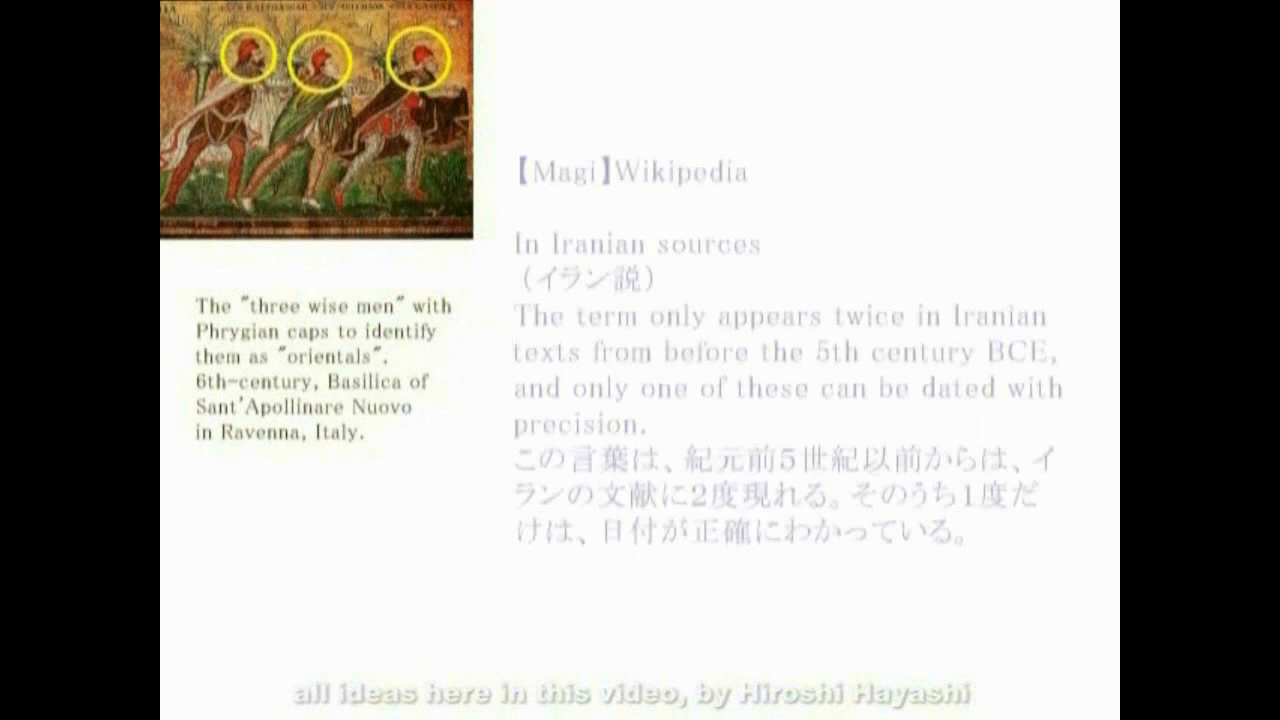 The "three wise men" with
Phrygian caps to identify
them as "orientals".
6th-century, Basilica of
Sant'Apollinare Nuovo
in Ravenna, Italy.
【Magi】Wikipedia
In Iranian sources
（イラン説）
The term only appears twice in Iranian
texts from before the 5th century BCE,
and only one of these can be dated with
precision.
この言葉は、紀元前5世紀以前からは、イ
ランの文献に2度現れる。そのうち1度だ
けは、日付が正確にわかっている。
all ideas here in this video, by Hiroshi Hayashi